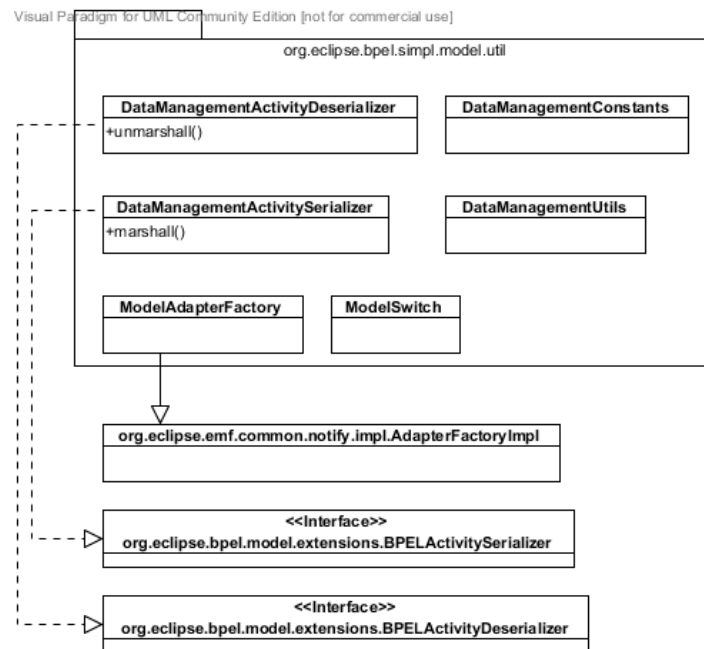 Visual Paradigm for UML Community Edition [not for commercial use]
org.eclipse.bpel.simpl.model.util
DataManagementActivityDeserializer
+unmarshall()
DataManagementConstants
DataManagementActivitySerializer
+marshall()
DataManagementUtils
ModelAdapterFactory
ModelSwitch
org.eclipse.emf.common.notify.impl.AdapterFactoryImpl
<<Interface>>
org.eclipse.bpel.model.extensions.BPELActivitySerializer
<<Interface>>
org.eclipse.bpel.model.extensions.BPELActivityDeserializer